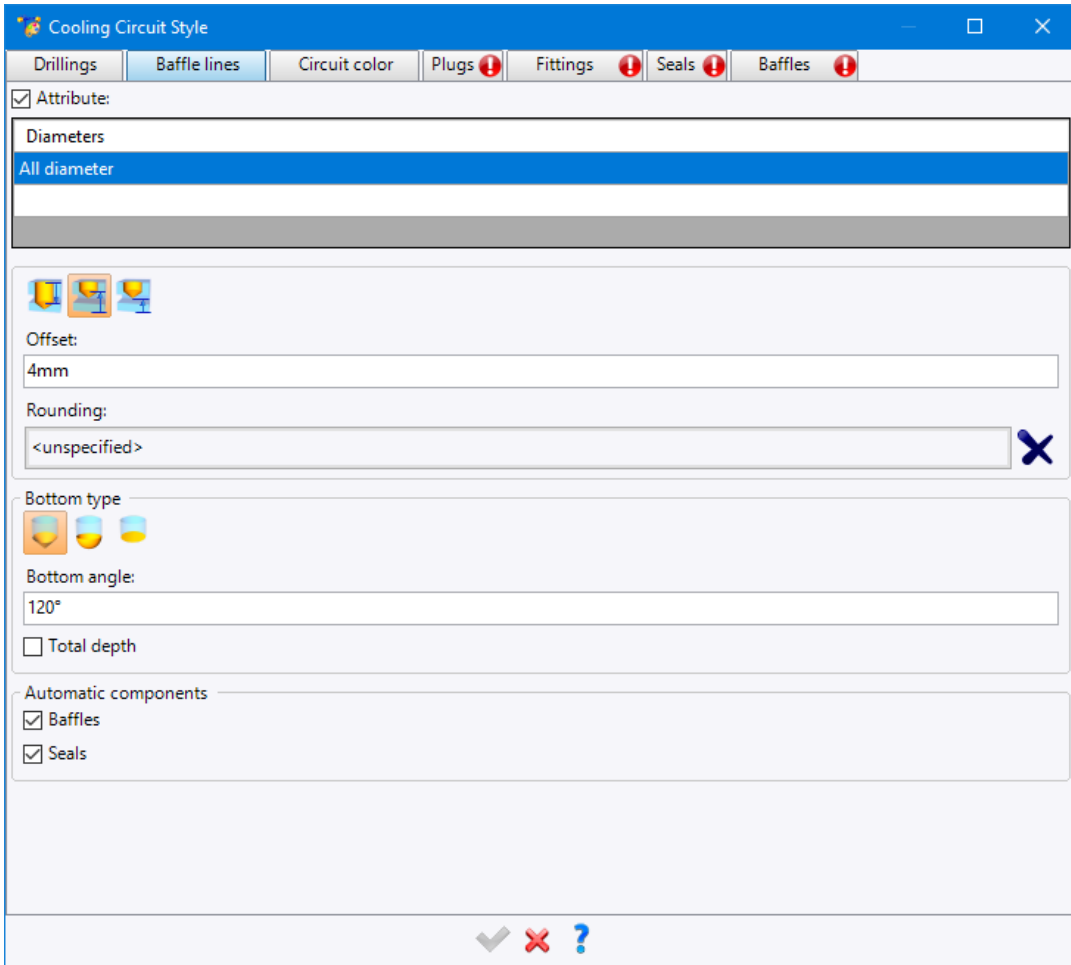 Cooling Circuit Style
Drillings Baffle lines Circuit color Plugs Fittings Seals Baffles
Attribute:
Diameters
All diameter
Offset:
4mm
Rounding:
<unspecified>
Bottom type
Bottom angle:
120°
Total depth
Automatic components
Baffles
Seals